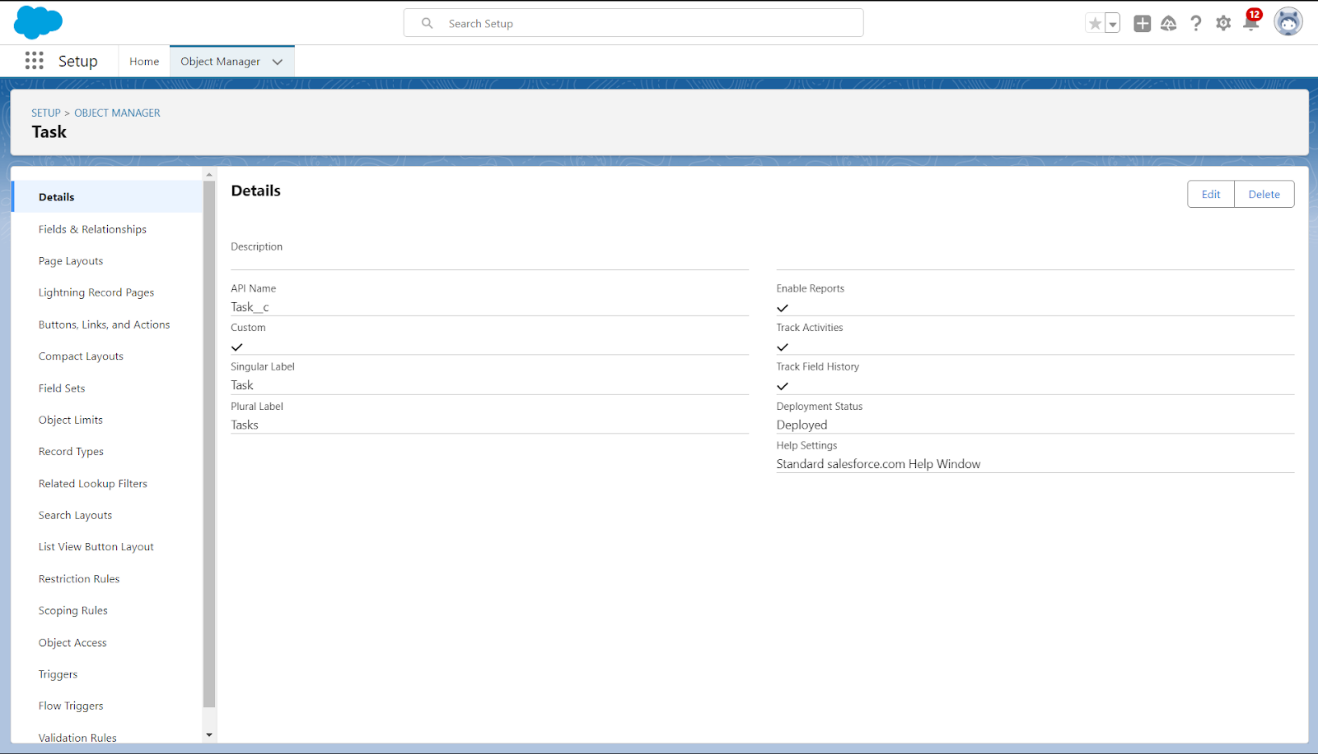 Search Setup
12
Setup
Home
Object Manager
SETUP > OBJECT MANAGER
Task
Details
Fields & Relationships
Page Layouts
Lightning Record Pages
Buttons, Links, and Actions
Compact Layouts
Field Sets
Object Limits
Record Types
Related Lookup Filters
Search Layouts
List View Button Layout
Restriction Rules
Scoping Rules
Object Access
Triggers
Flow Triggers
Validation Rules
Details
Edit
Delete
Description
API Name
Task__c
Custom
Singular Label
Task
Plural Label
Tasks
Enable Reports
Track Activities
Track Field History
Deployment Status
Deployed
Help Settings
Standard salesforce.com Help Window